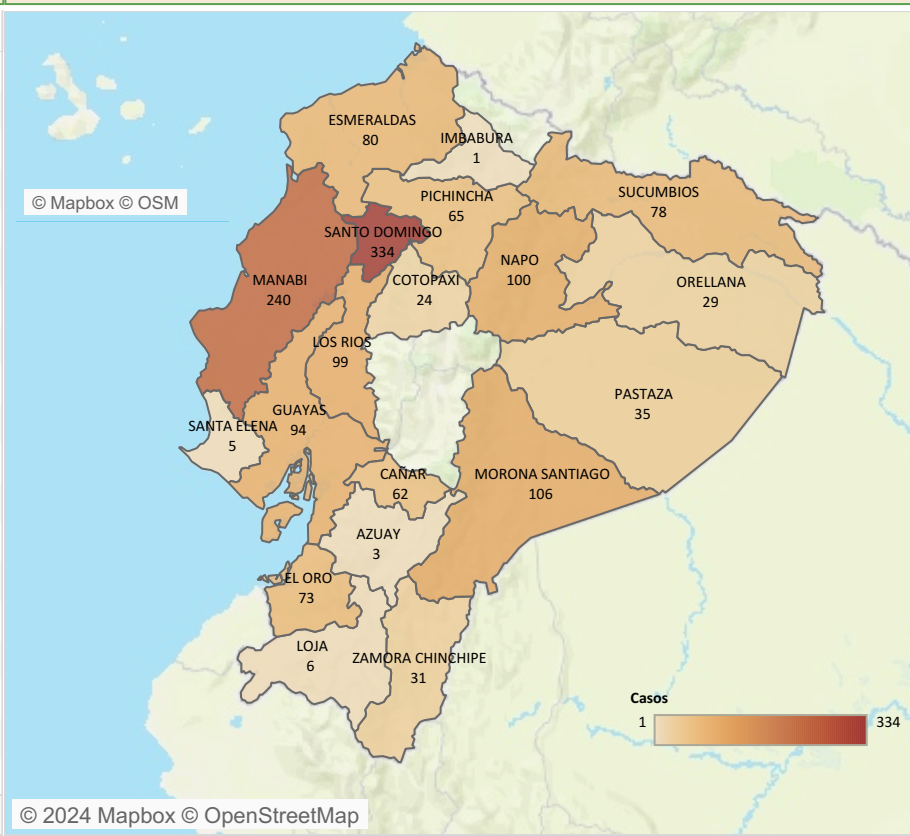 ESMERALDAS
80
IMBABURA
1
© Mapbox © OSM
PICHINCHA
65
SUCUMBIOS
78
SANTO DOMINGO
334
NAPO
100
MANABI
240
COTOPAXI
24
ORELLANA
29
LOS RIOS
99
PASTAZA
35
GUAYAS
94
SANTA ELENA
5
CAÑAR
62
MORONA SANTIAGO
106
AZUAY
3
EL ORO
73
LOJA
6
ZAMORA CHINCHIPE
31
Casos
1
334
© 2024 Mapbox © OpenStreetMap